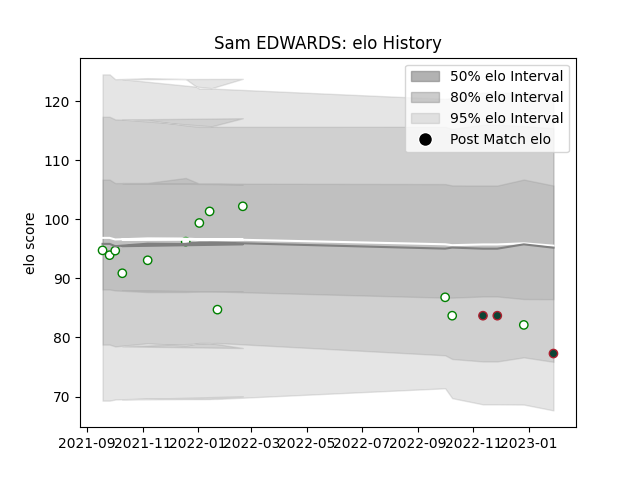 Sam EDWARDS: elo History
50% elo Interval
80% elo Interval
95% elo Interval
Post Match elo
elo score
120
110
100
90
80
70
2021-09 2021-11 2022-01 2022-03 2022-05 2022-07 2022-09 2022-11 2023-01